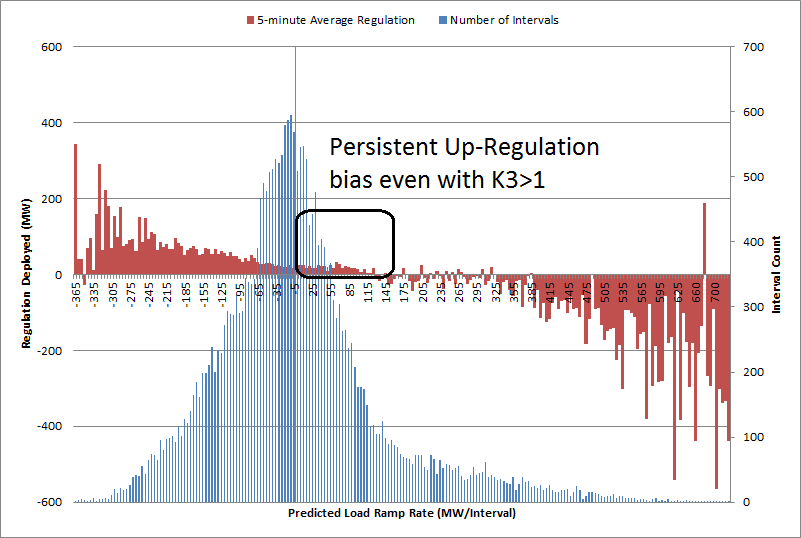 5-minute Average Regulation Number of Intervals
600 700
400 600
200 500
0 400
-200 300
-400 200
-600 100
0
Persistent Up-Regulation
bias even with K3>1
-365 -335 -305 -275 -245 -215 -185 -155 -125 -95 -65 -35 -5 25 55 85 115 145 175 205 235 265 295 325 355 385 415 445 475 505 535 565 595 625 660 700
Regulation Deployed (MW)
Interval Count
Predicted Load Ramp Rate (MW/Interval)